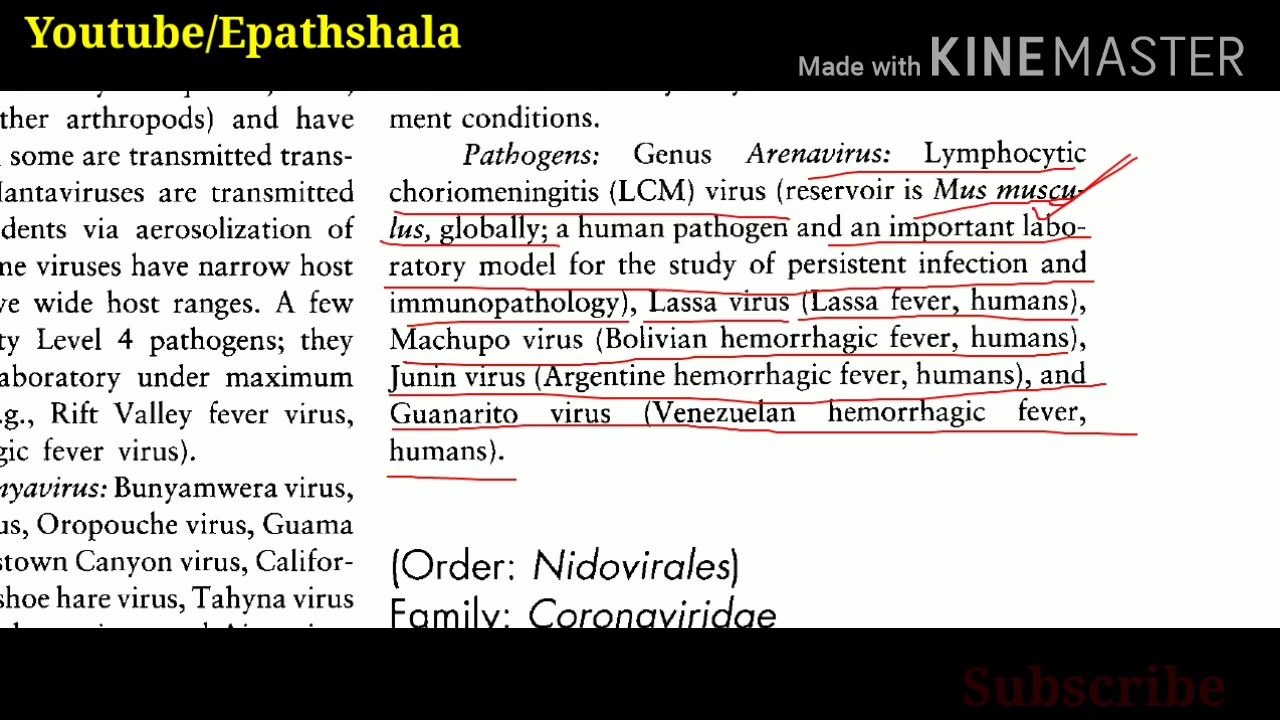 Youtube/Epathshala
Made with KINEMASTER
ther arthropods) and have
some are transmitted trans-
antaviruses are transmitted
dents via aerosolization of
me viruses have narrow host
ve wide host ranges. A few
ty Level 4 pathogens; they
aboratory under maximum
.g., Rift Valley fever virus,
gic fever virus).
nyavirus: Bunyamwera virus,
us, Oropouche virus, Guama
stown Canyon virus, Califor-
shoe hare virus, Tahyna virus
ment conditions.
Pathogens: Genus Arenavirus: Lymphocytic
choriomeningitis (LCM) virus (reservoir is Mus muscu-
lus, globally; a human pathogen and an important labo-
ratory model for the study of persistent infection and
immunopathology), Lassa virus (Lassa fever, humans),
Machupo virus (Bolivian hemorrhagic fever, humans),
Junin virus (Argentine hemorrhagic fever, humans), and
Guanarito virus (Venezuelan hemorrhagic fever,
humans).
(Order: Nidovirales)
Family: Coronaviridae
Subscribe